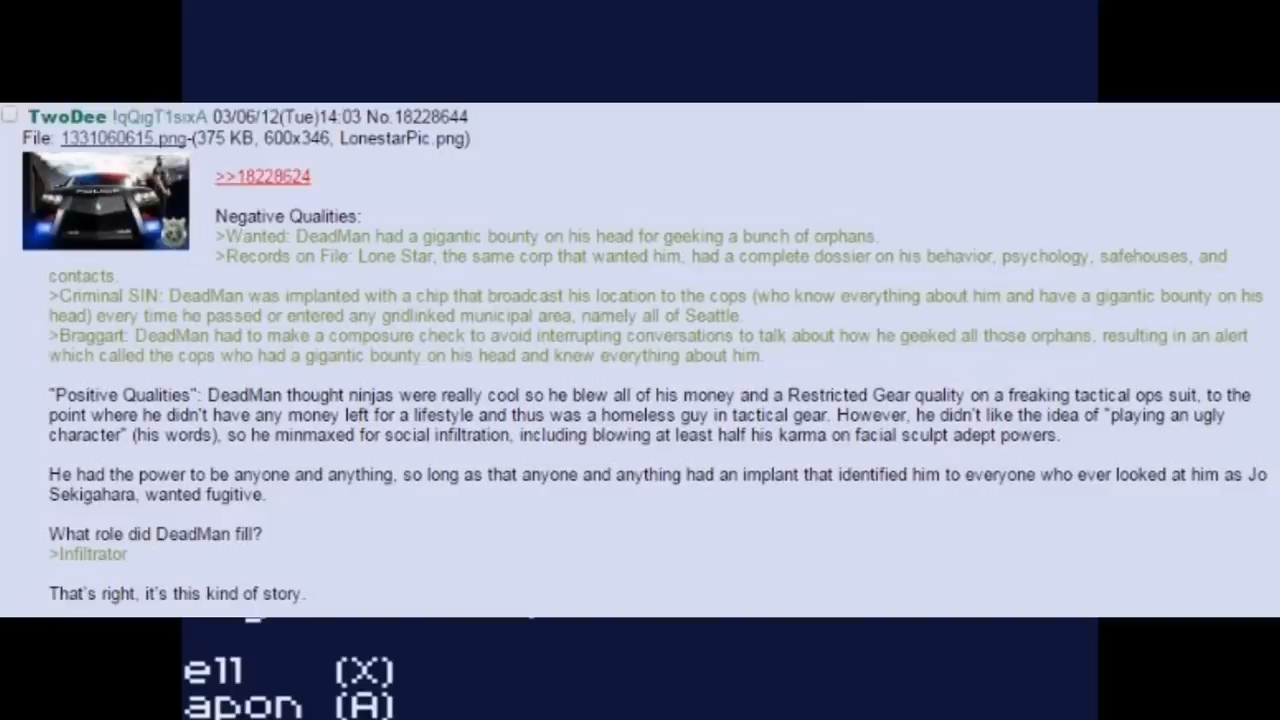 TwoDee !qQigT1sixA 03/06/12(Tue)14:03 No.18228644
File: 1331060615.png-(375 KB, 600x346, LonestarPic.png)
POLICE
>>18228624
Negative Qualities:
>Wanted: DeadMan had a gigantic bounty on his head for geeking a bunch of orphans.
>Records on File: Lone Star, the same corp that wanted him, had a complete dossier on his behavior, psychology, safehouses, and
contacts.
>Criminal SIN: DeadMan was implanted with a chip that broadcast his location to the cops (who know everything about him and have a gigantic bounty on his
head) every time he passed or entered any gridlinked municipal area, namely all of Seattle.
>Braggart: DeadMan had to make a composure check to avoid interrupting conversations to talk about how he geeked all those orphans, resulting in an alert
which called the cops who had a gigantic bounty on his head and knew everything about him.
"Positive Qualities": DeadMan thought ninjas were really cool so he blew all of his money and a Restricted Gear quality on a freaking tactical ops suit, to the
point where he didn't have any money left for a lifestyle and thus was a homeless guy in tactical gear. However, he didn't like the idea of "playing an ugly
character" (his words), so he minmaxed for social infiltration, including blowing at least half his karma on facial sculpt adept powers.
He had the power to be anyone and anything, so long as that anyone and anything had an implant that identified him to everyone who ever looked at him as Jo
Sekigahara, wanted fugitive.
What role did DeadMan fill?
>Infiltrator
That's right, it's this kind of story.
ell (X)
apon (A)